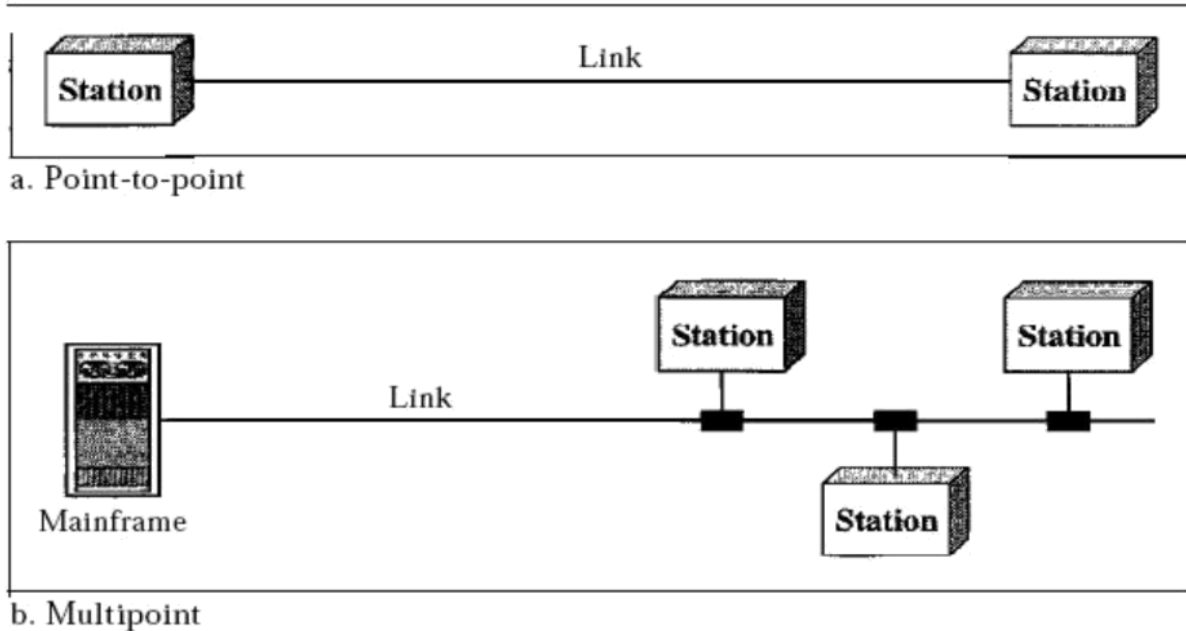 Link
Station
Station
a. Point-to-point
Station
Station
Link
Station
Mainframe
b. Multipoint